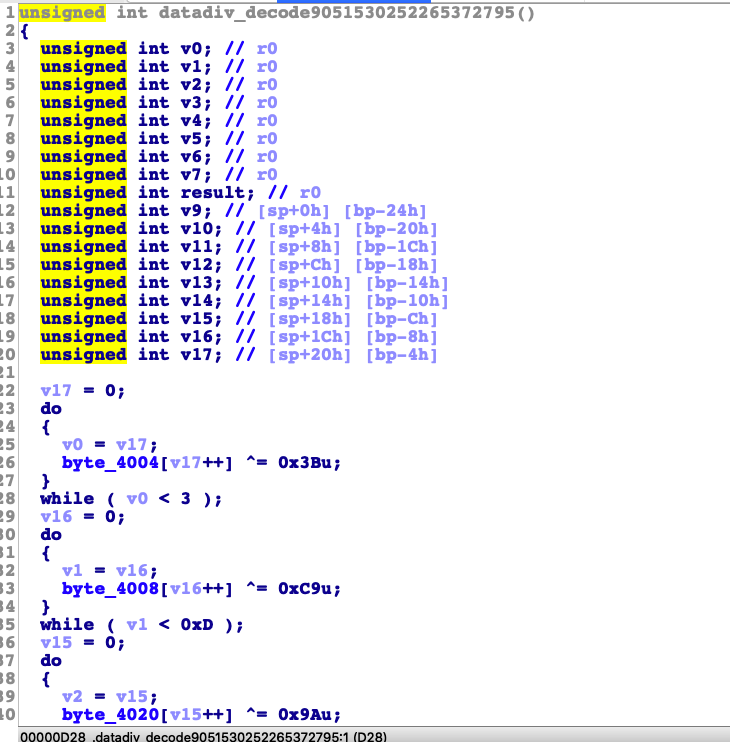 1 unsigned int datadiv_decode9051530252265372795()
2 {
3 unsigned int v0; // r0
4 unsigned int v1; // r0
5 unsigned int v2; // r0
6 unsigned int v3; // r0
7 unsigned int v4; // r0
8 unsigned int v5; // r0
9 unsigned int v6; // r0
10 unsigned int v7; // r0
11 unsigned int result; // r0
12 unsigned int v9; // [sp+0h] [bp-24h]
13 unsigned int v10; // [sp+4h] [bp-20h]
14 unsigned int v11; // [sp+8h] [bp-1Ch]
15 unsigned int v12; // [sp+Ch] [bp-18h]
16 unsigned int v13; // [sp+10h] [bp-14h]
17 unsigned int v14; // [sp+14h] [bp-10h]
18 unsigned int v15; // [sp+18h] [bp-Ch]
19 unsigned int v16; // [sp+1Ch] [bp-8h]
20 unsigned int v17; // [sp+20h] [bp-4h]
21
22 v17 = 0;
23 do
24 {
25 v0 = v17;
26 byte_4004[v17++] ^= 0x3Bu;
27 }
28 while ( v0 < 3 );
29 v16 = 0;
30 do
31 {
32 v1 = v16;
33 byte_4008[v16++] ^= 0xC9u;
34 }
35 while ( v1 < 0xD );
36 v15 = 0;
37 do
38 {
39 v2 = v15;
40 byte_4020[v15++] ^= 0x9Au;
00000D28 .datadiv_decode9051530252265372795:1 (D28)